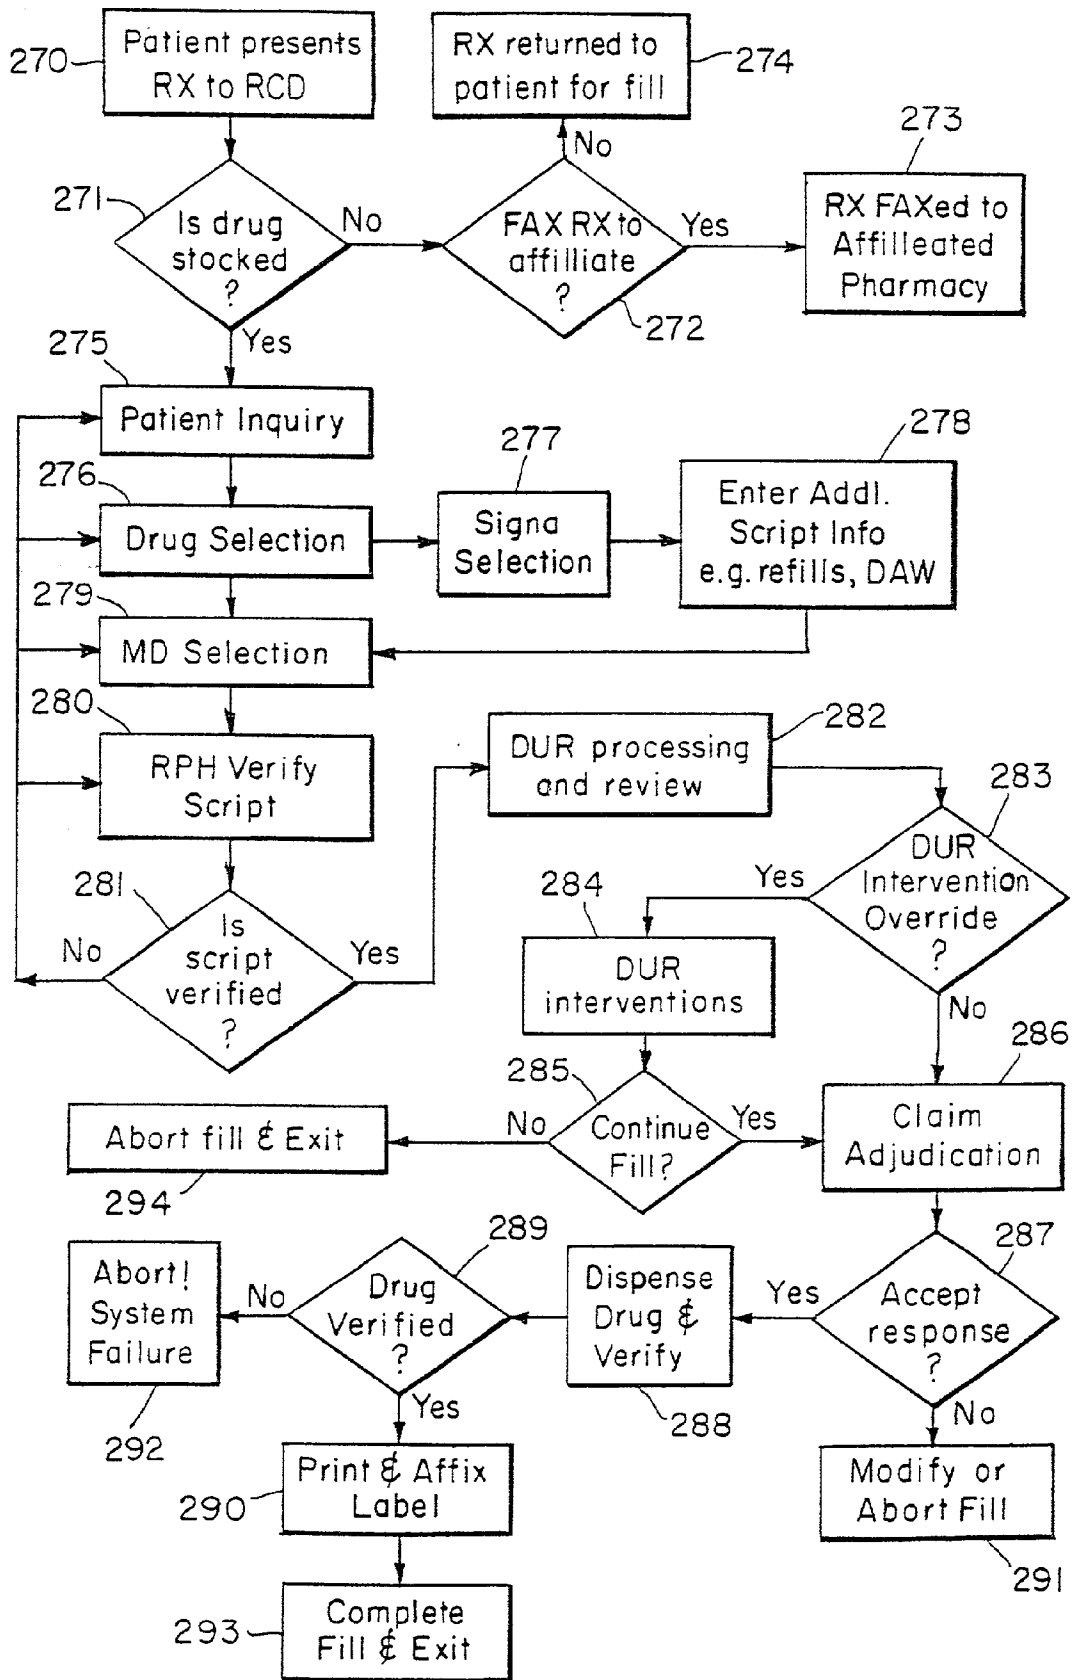 270
Patient presents
RX to RCD
RX returned to
patient for fill
274
No
271
Is drug
stocked
?
No
FAX RX to
affilliate
?
272
Yes
273
RX FAXed to
Affilleated
Pharmacy
Yes
275
Patient Inquiry
276
Drug Selection
277
Signa
Selection
278
Enter Addl.
Script Info
e.g. refills, DAW
279
MD Selection
280
RPH Verify
Script
281
Is
script
verified
?
No
Yes
DUR processing
and review
282
283
DUR
Intervention
Override
?
Yes
No
284
DUR
interventions
285
Continue
Fill?
No
Yes
Abort fill & Exit
294
286
Claim
Adjudication
287
Accept
response
?
Yes
No
Dispense
Drug &
Verify
288
289
Drug
Verified
?
No
Yes
Abort!
System
Failure
292
Print & Affix
Label
290
Modify or
Abort Fill
291
Complete
Fill & Exit
293